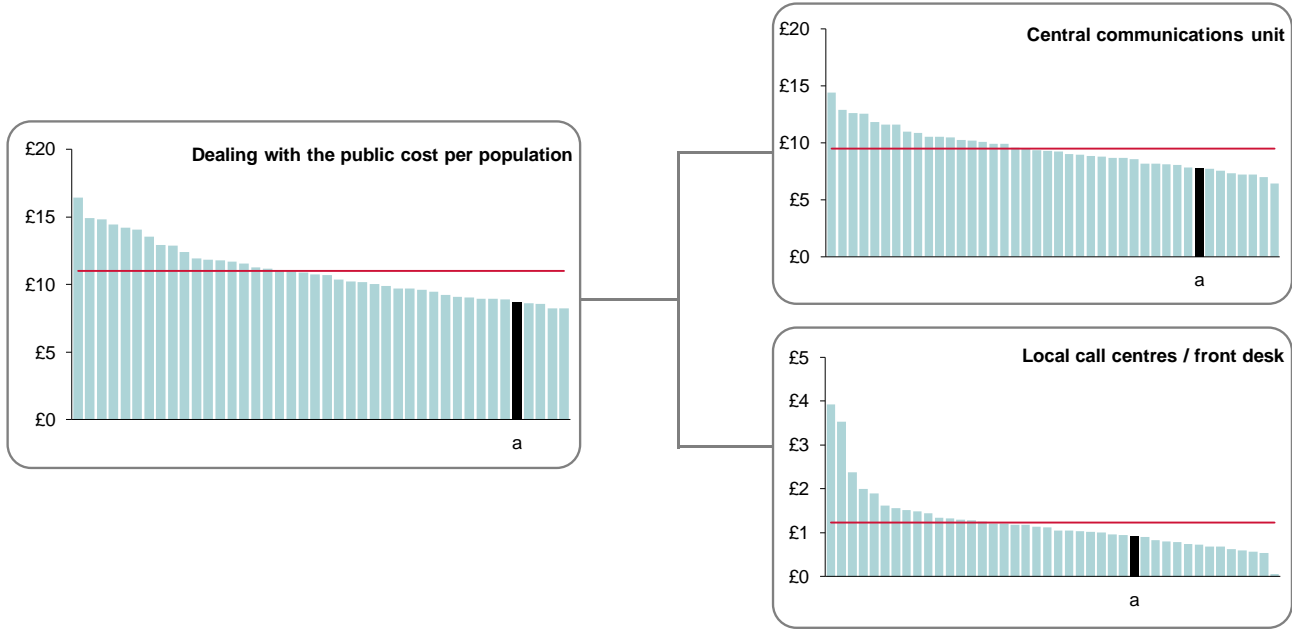 Dealing with the public cost per population
£20
£15
£10
£5
£0
a
Central communications unit
£20
£15
£10
£5
£0
a
Local call centres / front desk
£5
£4
£3
£2
£1
£0
a